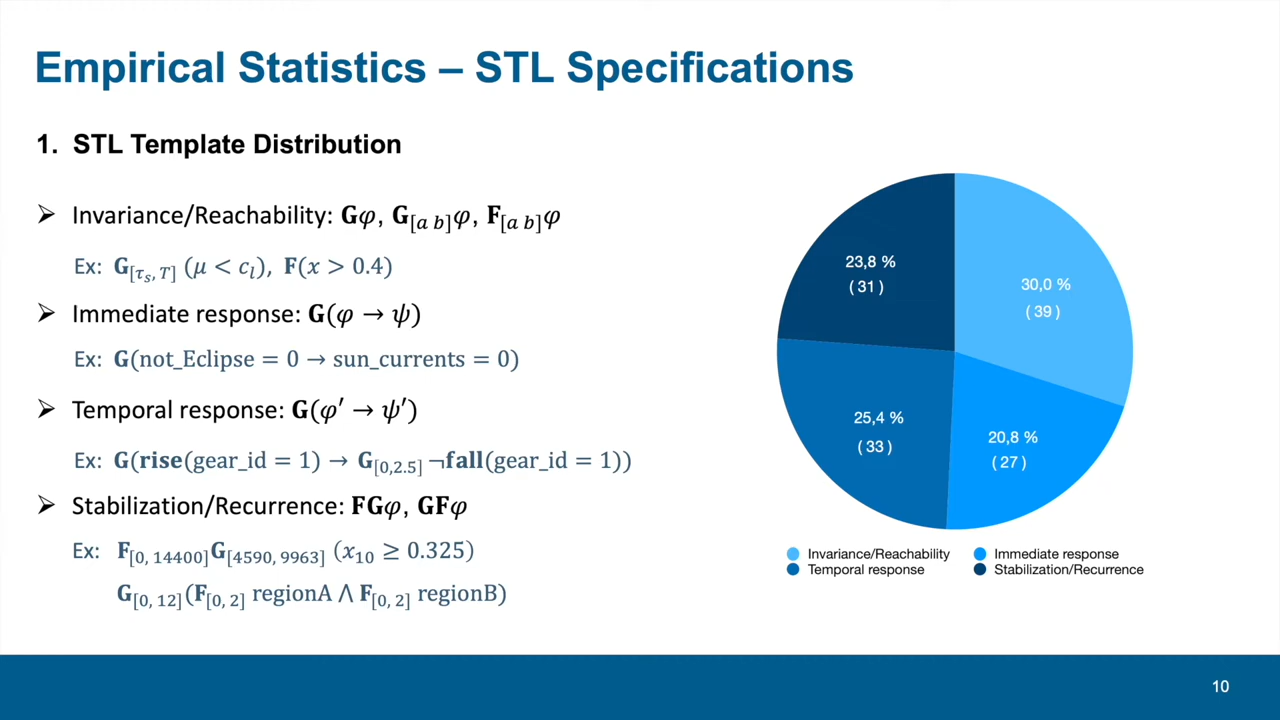 Empirical Statistics – STL Specifications
1. STL Template Distribution
➢ Invariance/Reachability: Gφ, G[a b]φ, F[a b]φ
Ex: G[τs, T] (μ < cl), F(x > 0.4)
➢ Immediate response: G(φ → ψ)
Ex: G(not_Eclipse = 0 → sun_currents = 0)
➢ Temporal response: G(φ′ → ψ′)
Ex: G(rise(gear_id = 1) → G[0,2.5] ¬fall(gear_id = 1))
➢ Stabilization/Recurrence: FGφ, GFφ
Ex: F[0, 14400]G[4590, 9963] (x10 ≥ 0.325)
G[0, 12](F[0, 2] regionA ⋀ F[0, 2] regionB)
23,8 %
( 31 )
30,0 %
( 39 )
25,4 %
( 33 )
20,8 %
( 27 )
Invariance/Reachability Immediate response
Temporal response Stabilization/Recurrence
10